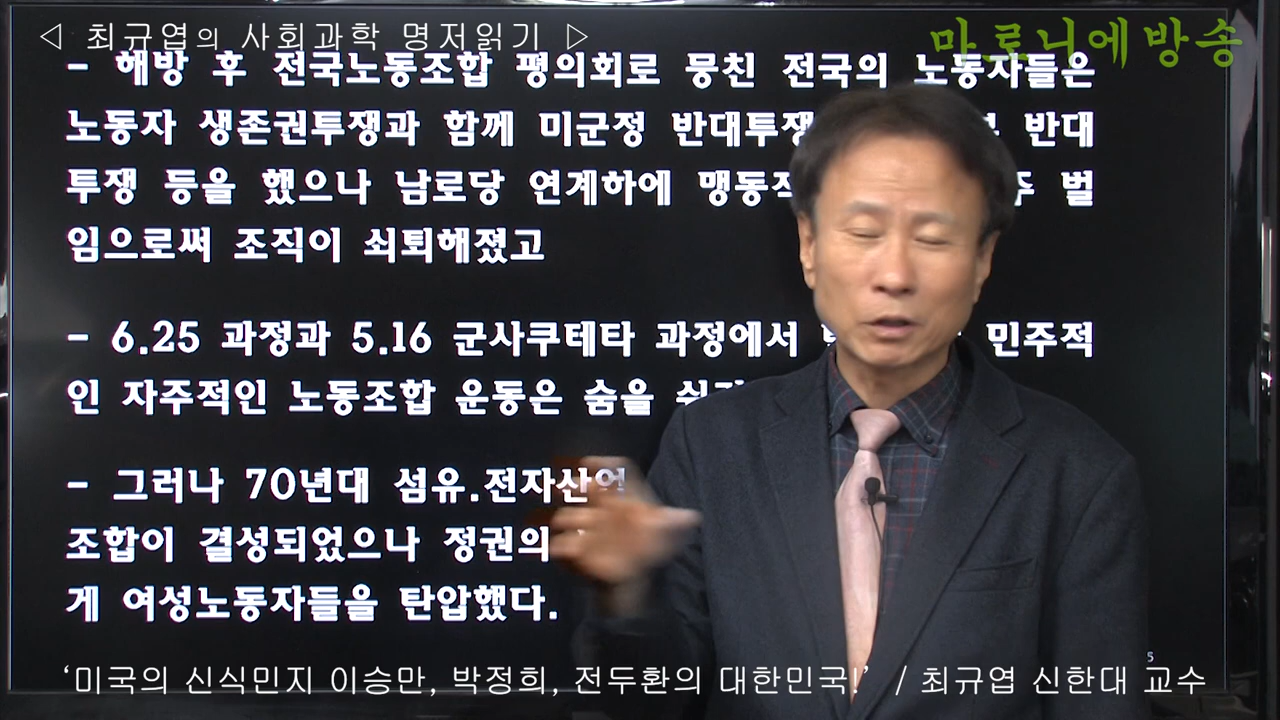 ◁ 최규엽의 사회과학 명저읽기 ▷
마로니에방송
- 해방 후 전국노동조합 평의회로 뭉친 전국의 노동자들은
노동자 생존권투쟁과 함께 미군정 반대투쟁 반대
투쟁 등을 했으나 남로당 연계하에 벌
임으로써 조직이 쇠퇴해졌고
- 6.25 과정과 5.16 군사쿠테타 과정에서 민주적
인 자주적인 노동조합 운동은 숨을
- 그러나 70년대 섬유.전자산업
조합이 결성되었으나 정권의
게 여성노동자들을 탄압했다.
5
‘미국의 신식민지 이승만, 박정희, 전두환의 대한민국!’ / 최규엽 신한대 교수